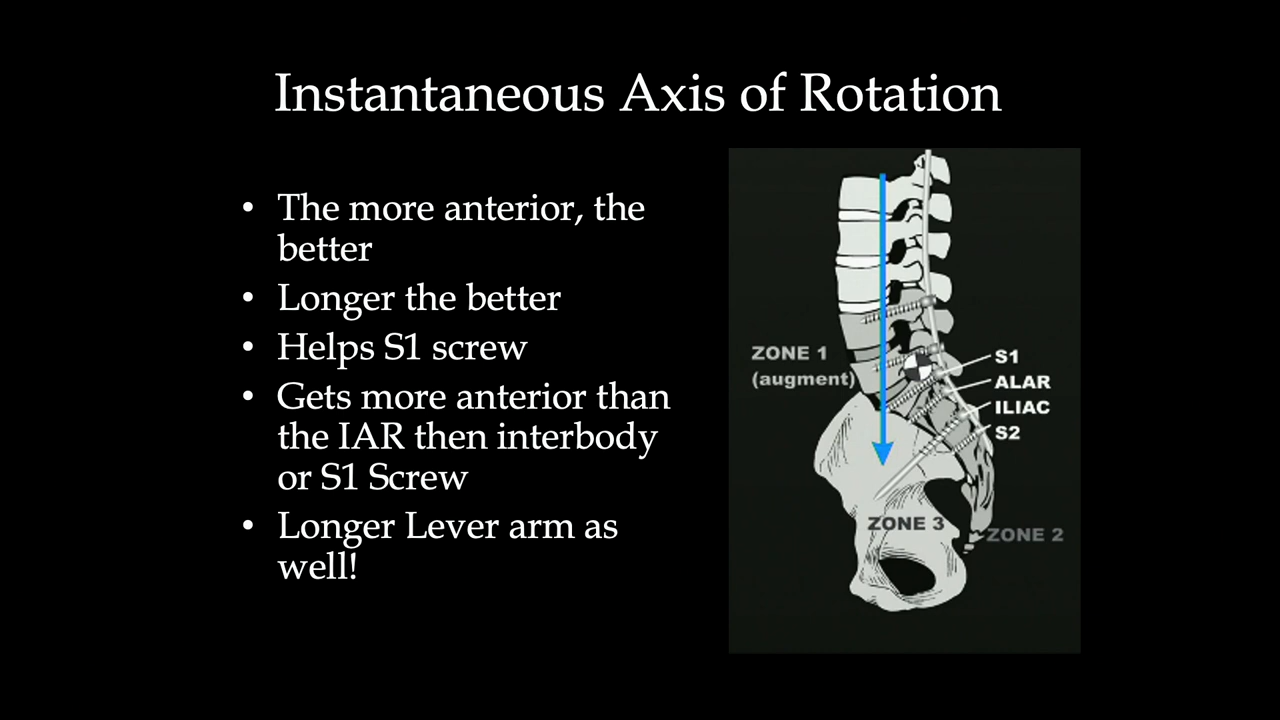 Instantaneous Axis of Rotation
• The more anterior, the
better
• Longer the better
• Helps S1 screw
• Gets more anterior than
the IAR then interbody
or S1 Screw
• Longer Lever arm as
well!
ZONE 1
(augment)
S1
ALAR
ILIAC
S2
ZONE 3
ZONE 2